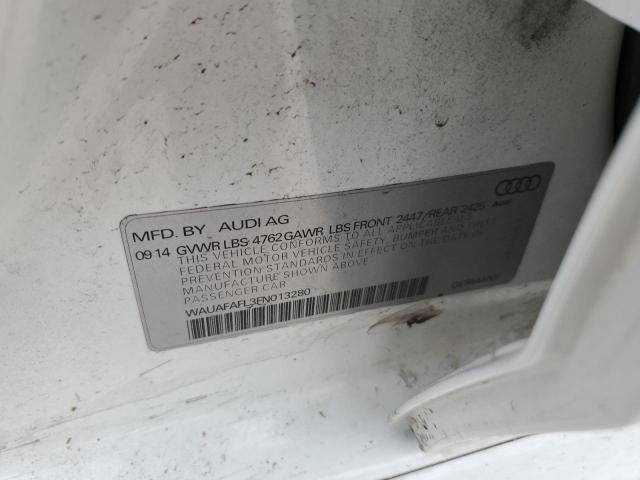 MFD. BY AUDI AG
09 14 GVWR LBS 4762 GAWR LBS FRONT 2447/REAR 2425
THIS VEHICLE CONFORMS TO ALL APPLICABLE
FEDERAL MOTOR VEHICLE SAFETY, BUMPER AND THEFT
PREVENTION STANDARDS IN EFFECT ON THE DATE OF
MANUFACTURE SHOWN ABOVE
PASSENGER CAR
WAUAFAFL3EN013280
GERMANY
Audi